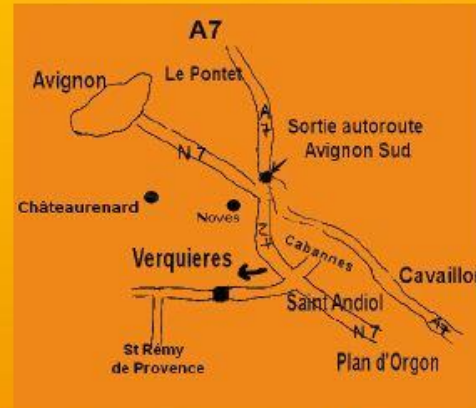 A7
Le Pontet
Avignon
A 7
Sortie autoroute
Avignon Sud
N 7
Châteaurenard
Noves
N 7
Cabannes
Verquieres
Cavaillon
Saint Andiol
A7
N 7
St Rémy
de Provence
Plan d'Orgon